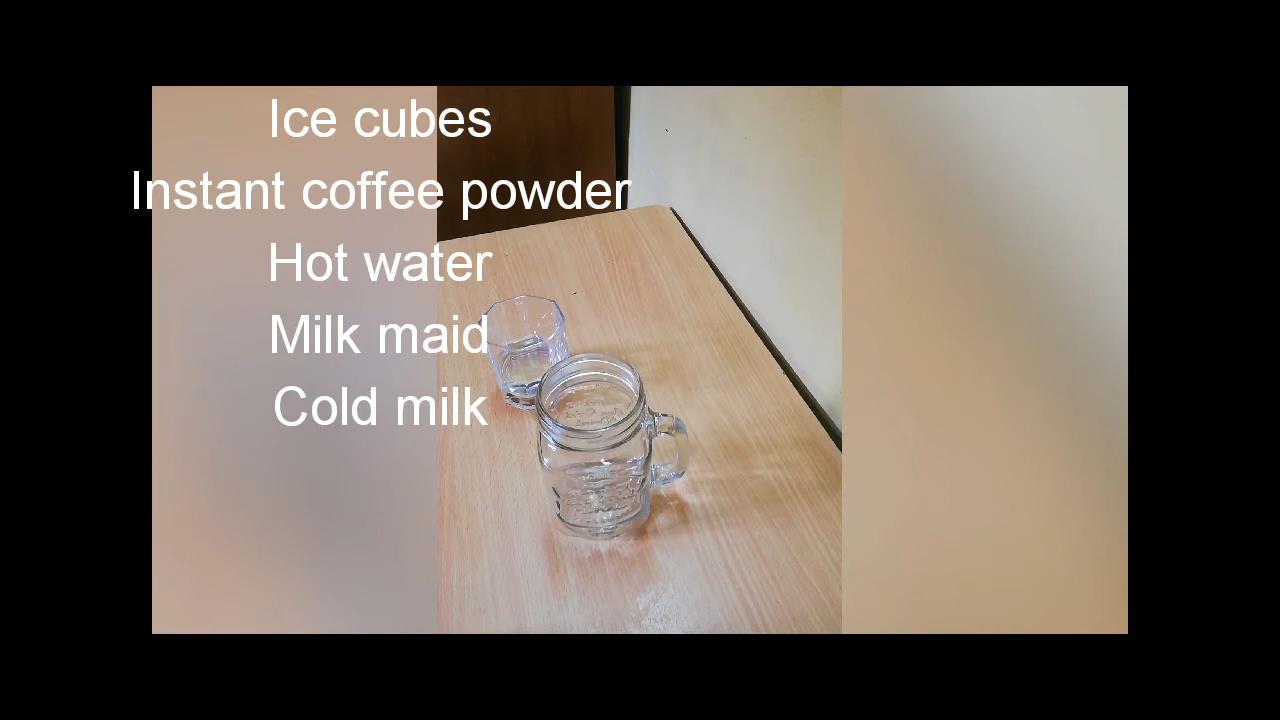 Ice cubes
Instant coffee powder
Hot water
Milk maid
Cold milk